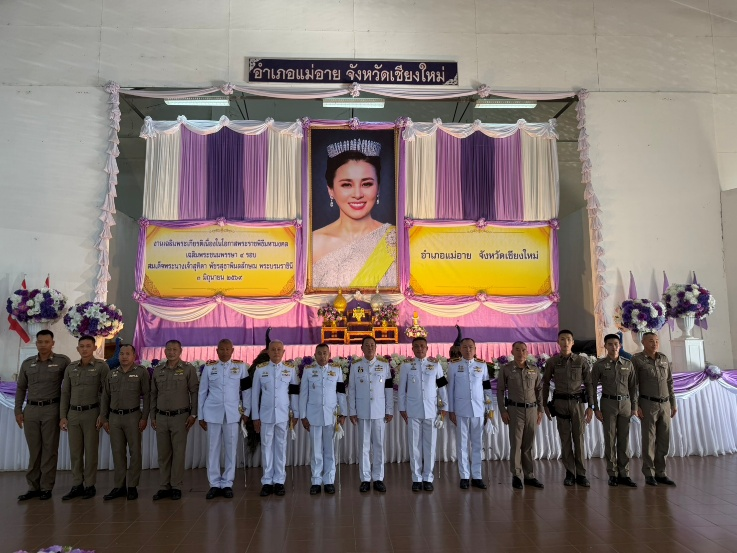 อำเภอแม่อาย จังหวัดเชียงใหม่
งานเฉลิมพระเกียรติเนื่องในโอกาสพระราชพิธีมหามงคล
เฉลิมพระชนมพรรษา ๔ รอบ
สมเด็จพระนางเจ้าสุทิดา พัชรสุธาพิมลลักษณ พระบรมราชินี
๓ มิถุนายน ๒๕๖๙
อำเภอแม่อาย จังหวัดเชียงใหม่